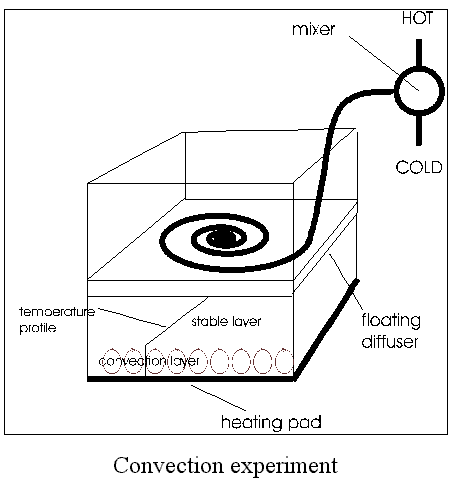 HOT
mixer
COLD
temperature
profile
stable layer
floating
diffuser
convection layer
heating pad
Convection experiment